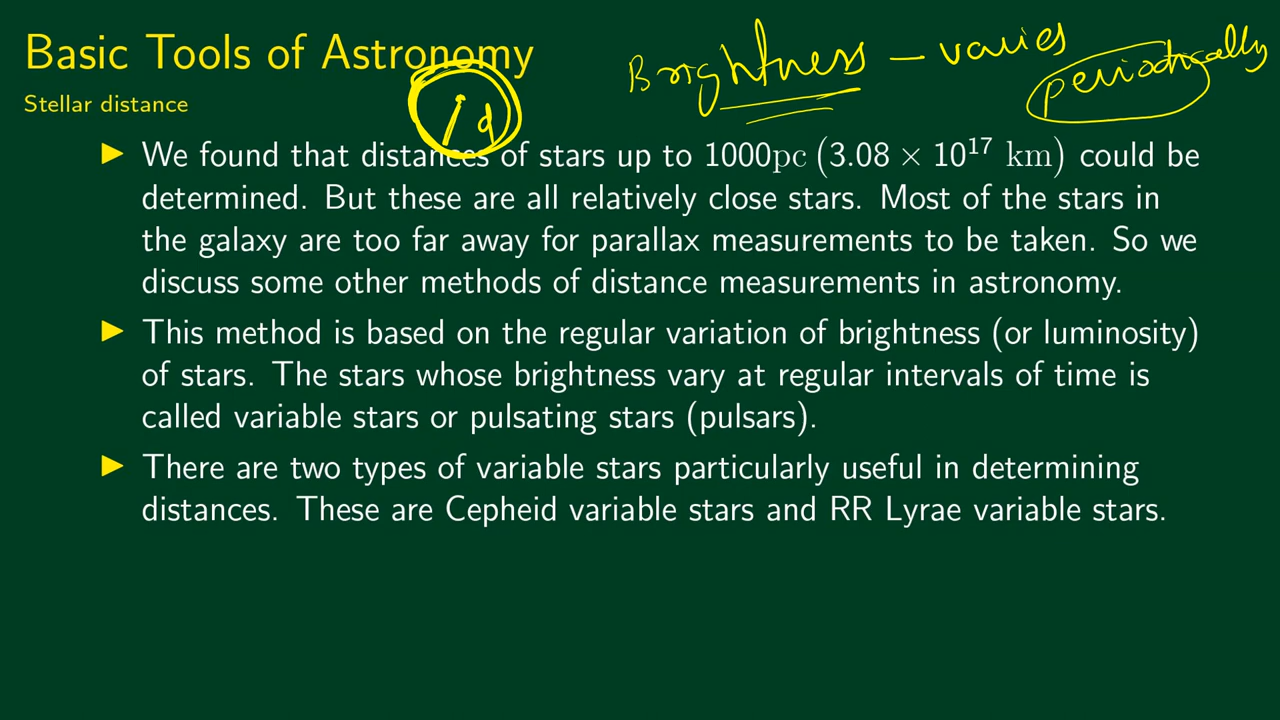 Basic Tools of Astronomy
Brightness – varies periodically
Stellar distance
d
▶ We found that distances of stars up to 1000pc (3.08 × 10¹⁷ km) could be
determined. But these are all relatively close stars. Most of the stars in
the galaxy are too far away for parallax measurements to be taken. So we
discuss some other methods of distance measurements in astronomy.
▶ This method is based on the regular variation of brightness (or luminosity)
of stars. The stars whose brightness vary at regular intervals of time is
called variable stars or pulsating stars (pulsars).
▶ There are two types of variable stars particularly useful in determining
distances. These are Cepheid variable stars and RR Lyrae variable stars.